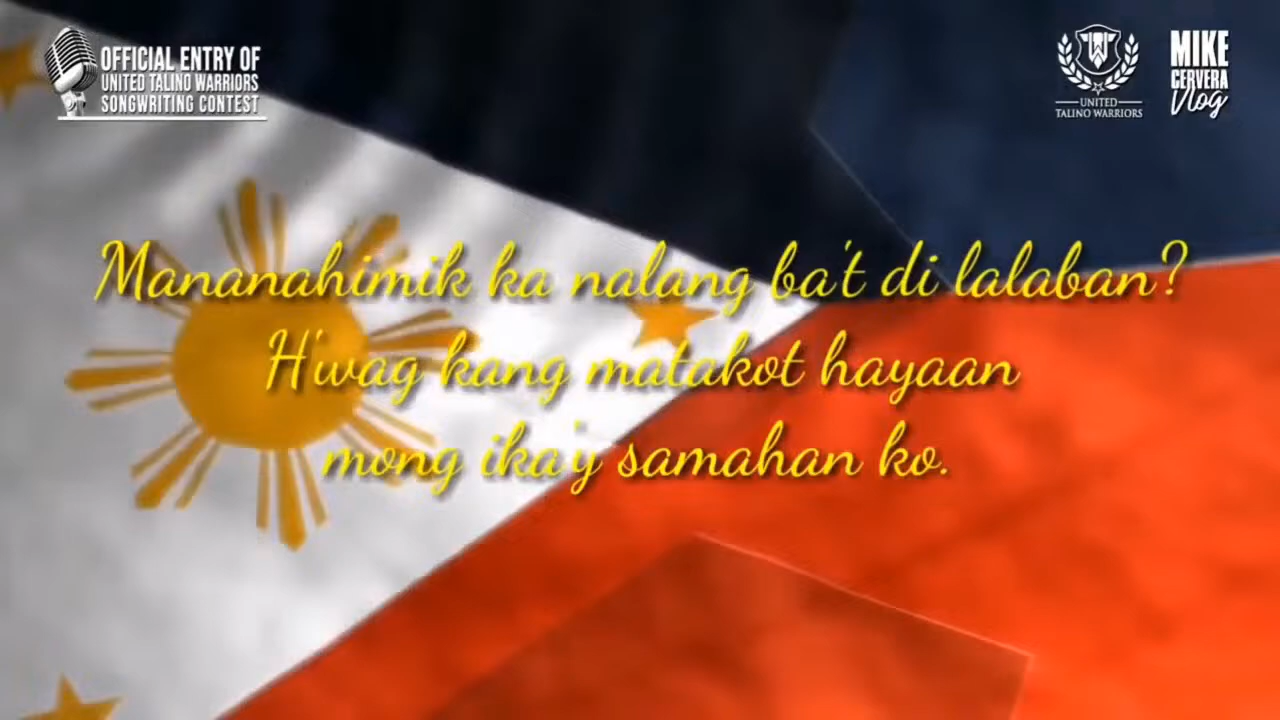 OFFICIAL ENTRY OF
UNITED TALINO WARRIORS
SONGWRITING CONTEST
UNITED
TALINO WARRIORS
MIKE
CERVERA
Vlog
Mananahimik ka nalang ba't di lalaban?
H'wag kang matakot hayaan
mong ika'y samahan ko.